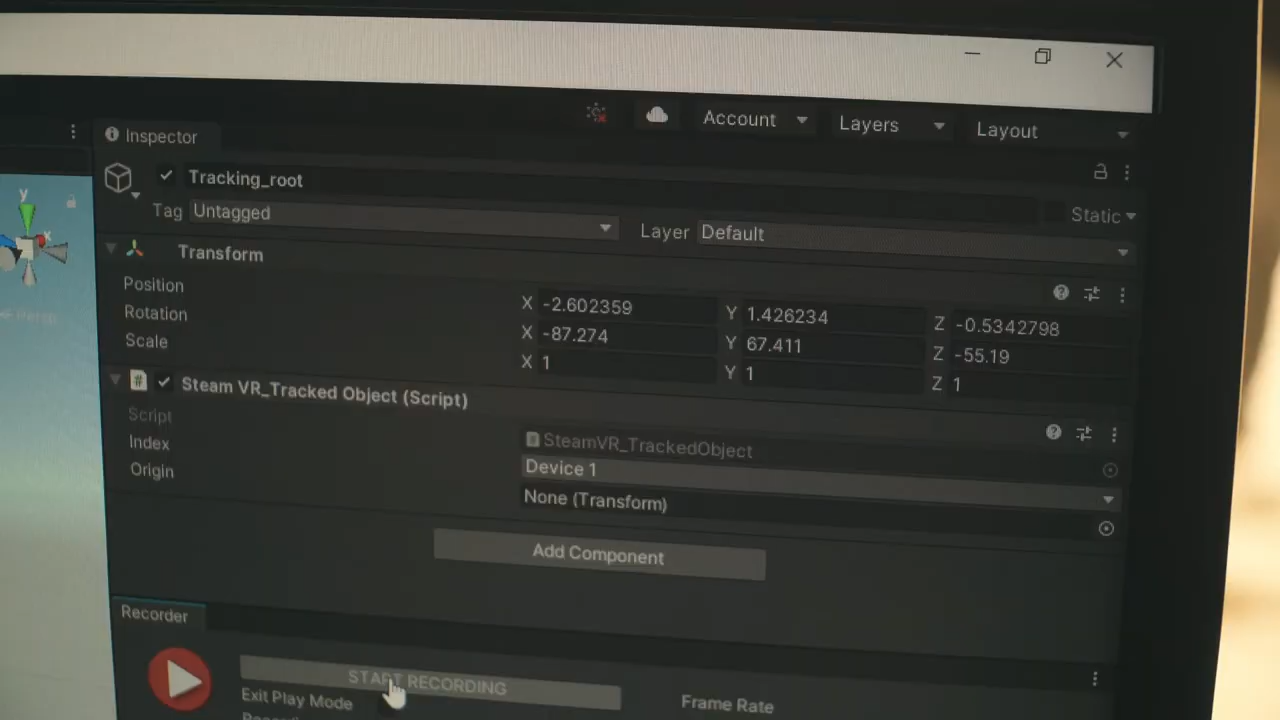 Account Layers Layout
Inspector
Tracking_root
Tag Untagged Layer Default Static
Transform
Position X -2.602359 Y 1.426234 Z -0.5342798
Rotation X -87.274 Y 67.411 Z -55.19
Scale X 1 Y 1 Z 1
# Steam VR_Tracked Object (Script)
Script # SteamVR_TrackedObject
Index Device 1
Origin None (Transform)
Add Component
Recorder
START RECORDING
Exit Play Mode Frame Rate
y
x
Persp